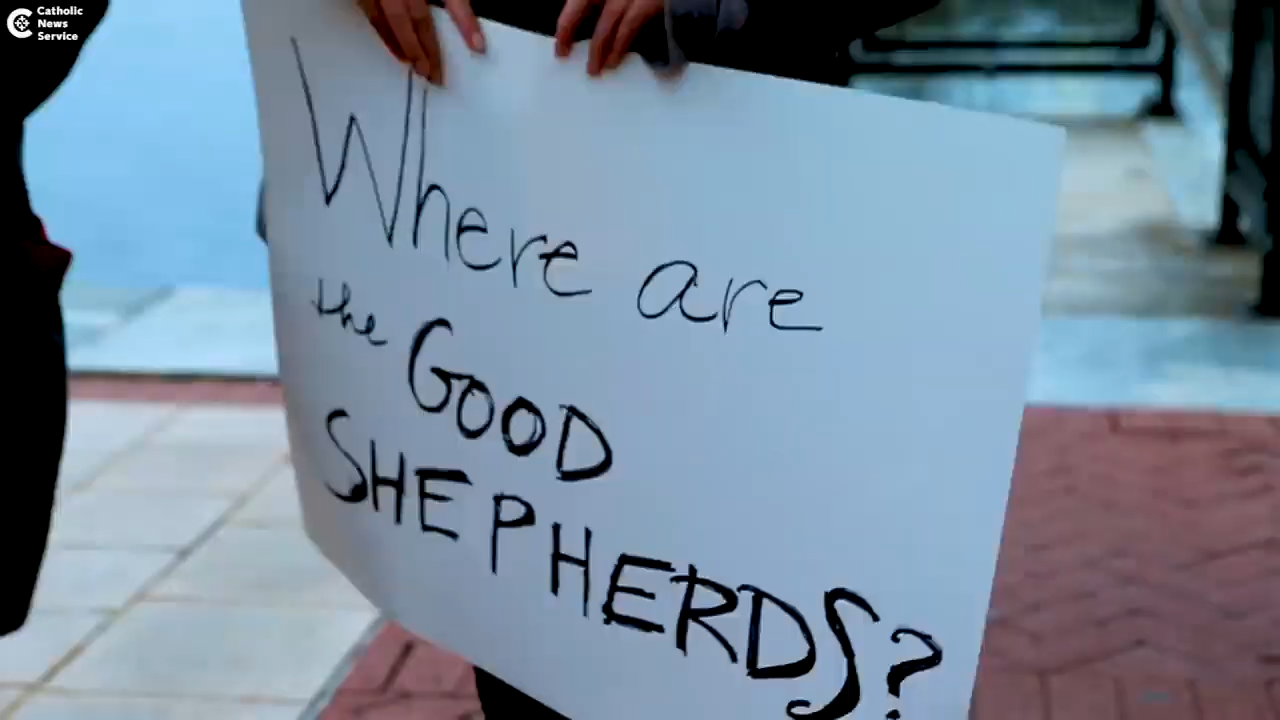 Catholic
News
Service
Where are
the GOOD
SHEPHERDS?